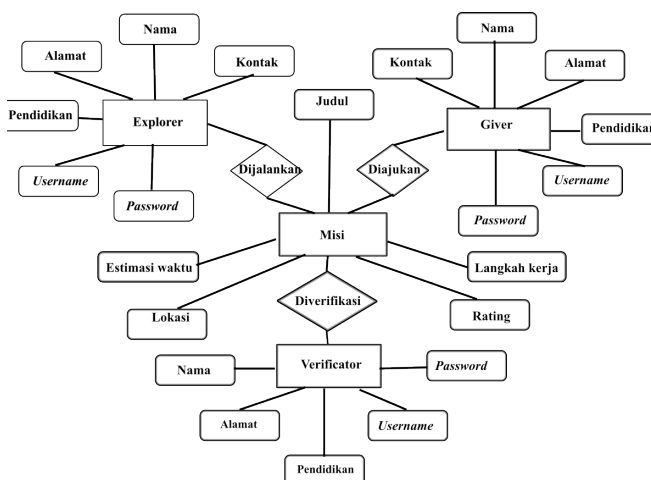 Nama
Alamat
Kontak
Pendidikan
Explorer
Username
Password
Dijalankan
Judul
Nama
Kontak
Alamat
Giver
Pendidikan
Username
Password
Diajukan
Misi
Estimasi waktu
Langkah kerja
Lokasi
Rating
Diverifikasi
Nama
Verificator
Password
Alamat
Username
Pendidikan